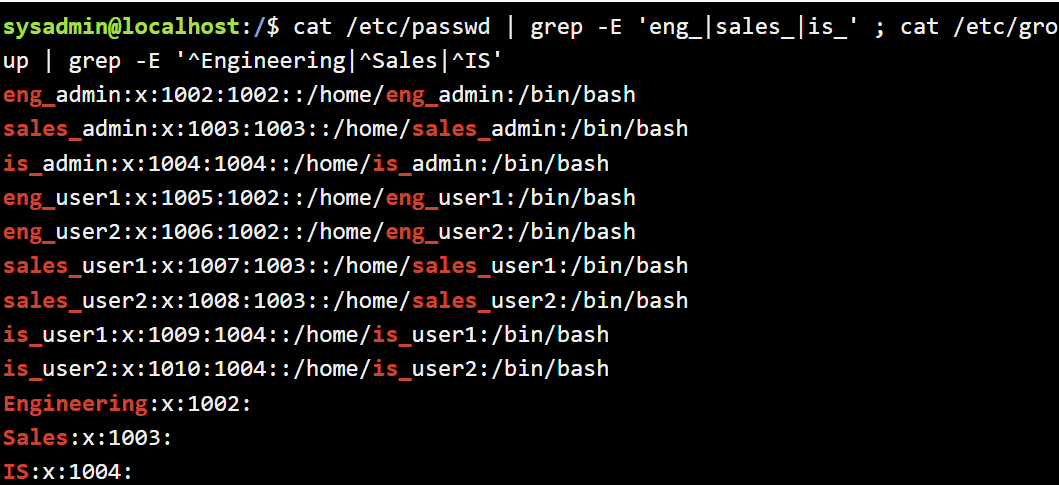 sysadmin@localhost:/$ cat /etc/passwd | grep -E 'eng_|sales_|is_' ; cat /etc/gro
up | grep -E '^Engineering|^Sales|^IS'
eng_admin:x:1002:1002::/home/eng_admin:/bin/bash
sales_admin:x:1003:1003::/home/sales_admin:/bin/bash
is_admin:x:1004:1004::/home/is_admin:/bin/bash
eng_user1:x:1005:1002::/home/eng_user1:/bin/bash
eng_user2:x:1006:1002::/home/eng_user2:/bin/bash
sales_user1:x:1007:1003::/home/sales_user1:/bin/bash
sales_user2:x:1008:1003::/home/sales_user2:/bin/bash
is_user1:x:1009:1004::/home/is_user1:/bin/bash
is_user2:x:1010:1004::/home/is_user2:/bin/bash
Engineering:x:1002:
Sales:x:1003:
IS:x:1004: